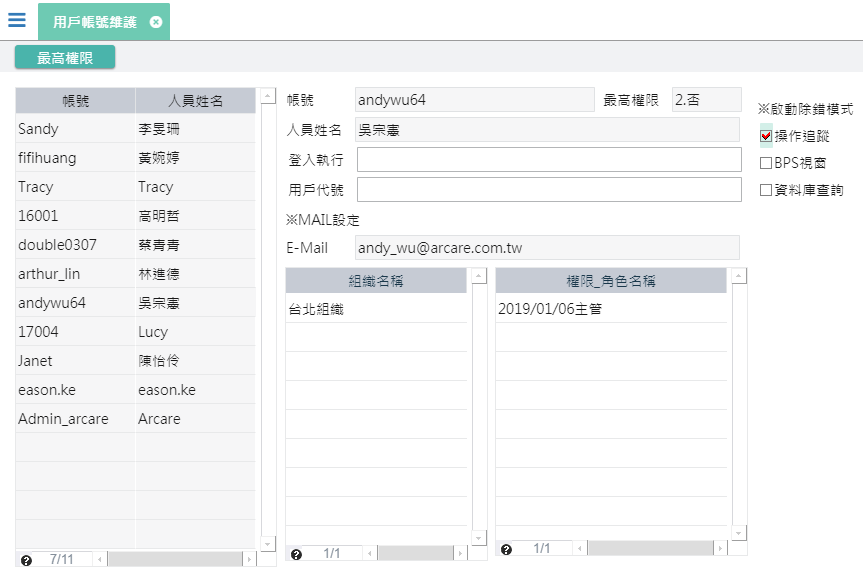 用戶帳號維護
最高權限
帳號 人員姓名
Sandy 李旻珊
fifihuang 黃婉婷
Tracy Tracy
16001 高明哲
double0307 蔡青青
arthur_lin 林進德
andywu64 吳宗憲
17004 Lucy
Janet 陳怡伶
eason.ke eason.ke
Admin_arcare Arcare
7/11
帳號 andywu64 最高權限 2.否
人員姓名 吳宗憲
登入執行
用戶代號
※MAIL設定
E-Mail andy_wu@arcare.com.tw
組織名稱
台北組織
1/1
權限_角色名稱
2019/01/06主管
1/1
※啟動除錯模式
操作追蹤
BPS視窗
資料庫查詢